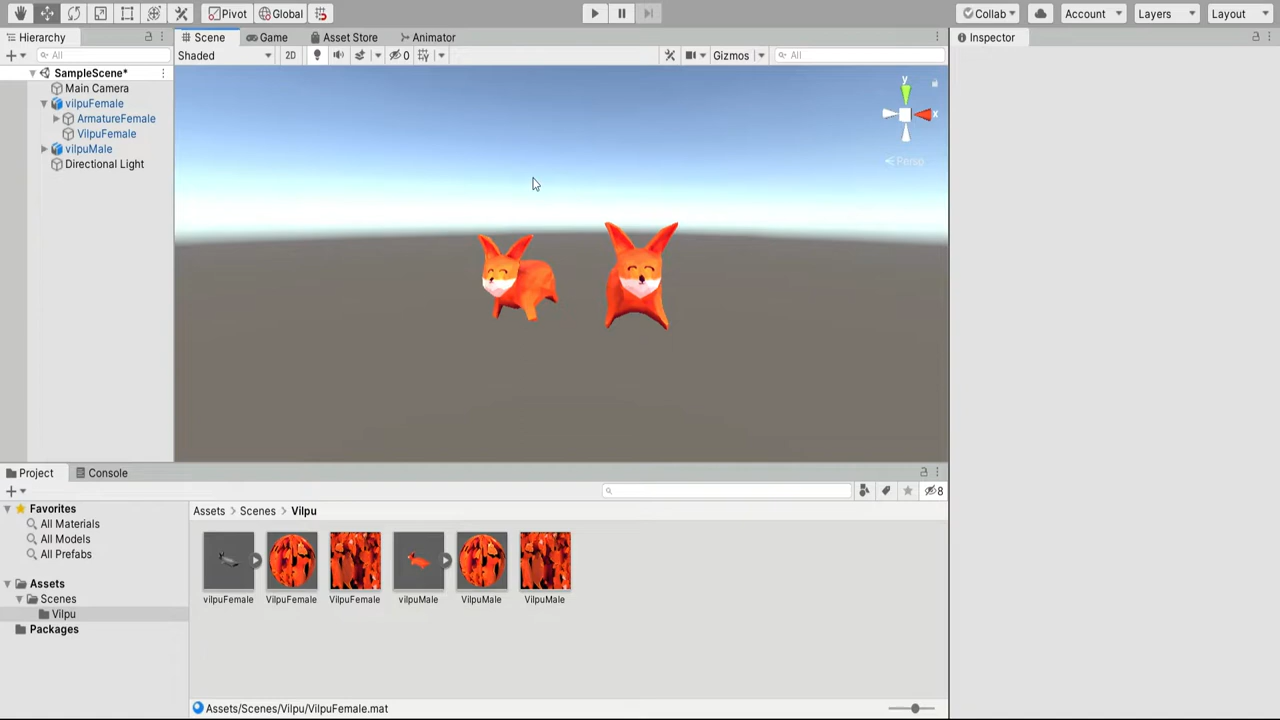 Pivot Global Collab Account Layers Layout
Hierarchy Scene Game Asset Store Animator Inspector
All Shaded 2D 0 Gizmos All
SampleScene*
Main Camera
vilpuFemale
ArmatureFemale
VilpuFemale
vilpuMale
Directional Light
y
x
Persp
Project Console
8
Favorites
All Materials
All Models
All Prefabs
Assets
Scenes
Vilpu
Packages
Assets > Scenes > Vilpu
vilpuFemale VilpuFemale VilpuFemale vilpuMale VilpuMale VilpuMale
Assets/Scenes/Vilpu/VilpuFemale.mat